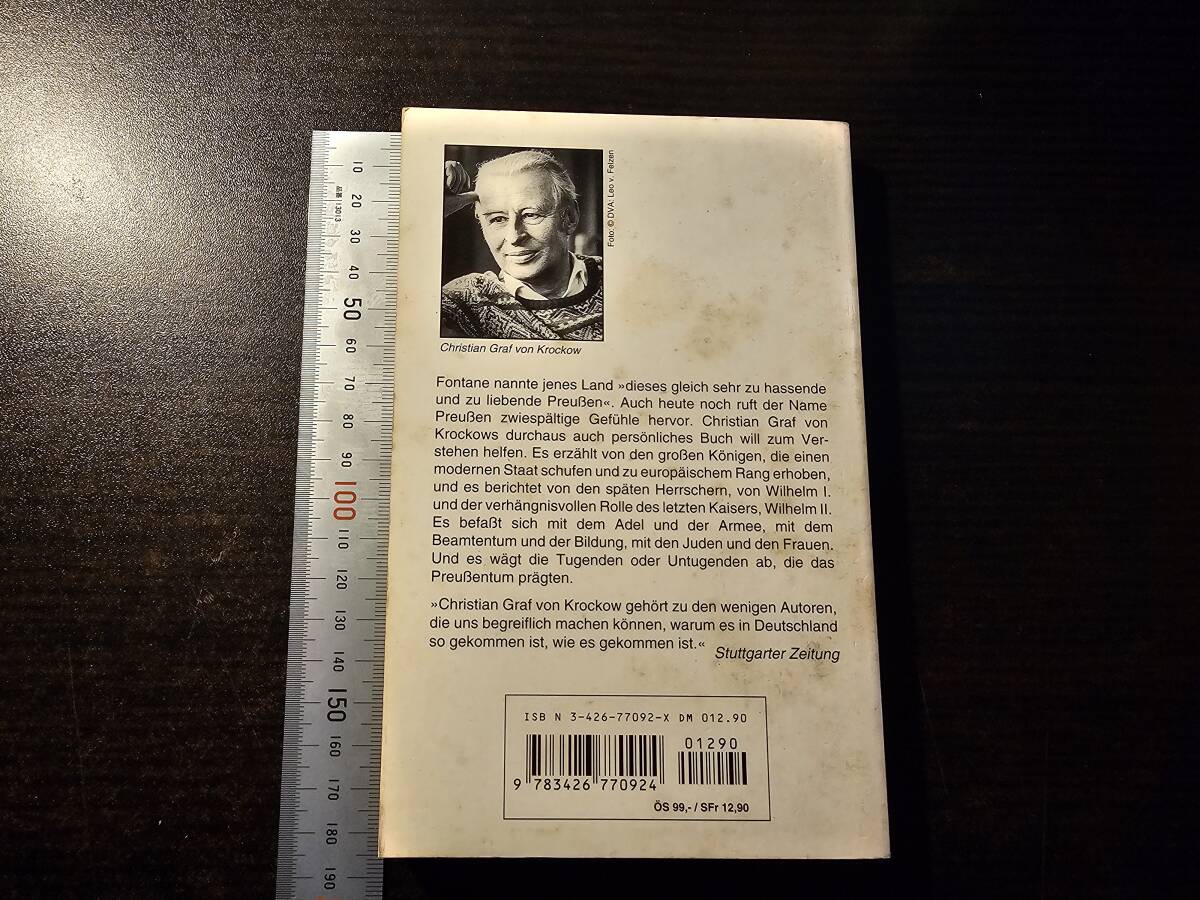 10
20
30
40
50
60
70
80
90
100
110
120
130
140
150
160
170
180
190
品番 13013
Foto: © DVA: Leo v. Felzen
Christian Graf von Krockow
Fontane nannte jenes Land »dieses gleich sehr zu hassende
und zu liebende Preußen«. Auch heute noch ruft der Name
Preußen zwiespältige Gefühle hervor. Christian Graf von
Krockows durchaus auch persönliches Buch will zum Ver-
stehen helfen. Es erzählt von den großen Königen, die einen
modernen Staat schufen und zu europäischem Rang erhoben,
und es berichtet von den späten Herrschern, von Wilhelm I.
und der verhängnisvollen Rolle des letzten Kaisers, Wilhelm II.
Es befaßt sich mit dem Adel und der Armee, mit dem
Beamtentum und der Bildung, mit den Juden und den Frauen.
Und es wägt die Tugenden oder Untugenden ab, die das
Preußentum prägten.
»Christian Graf von Krockow gehört zu den wenigen Autoren,
die uns begreiflich machen können, warum es in Deutschland
so gekommen ist, wie es gekommen ist.«
Stuttgarter Zeitung
ISB N 3-426-77092-X DM 012.90
01290
9 783426 770924
ÖS 99,- / SFr 12,90